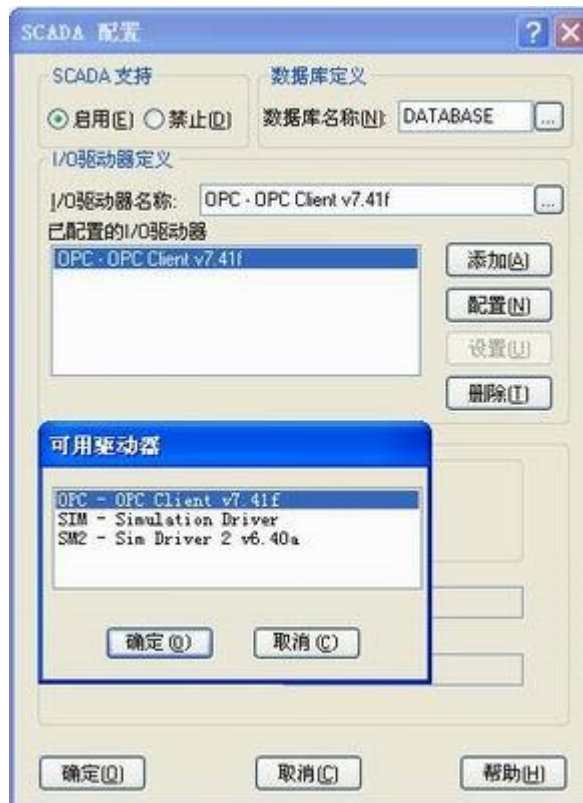 SCADA 配置
SCADA 支持
数据库定义
启用(E) 禁止(D) 数据库名称(N): DATABASE ...
I/O驱动器定义
I/O驱动器名称: OPC - OPC Client v7.41f ...
已配置的I/O驱动器
OPC - OPC Client v7.41f
添加(A)
配置(N)
设置(U)
删除(T)
可用驱动器
OPC - OPC Client v7.41f
SIM - Simulation Driver
SM2 - Sim Driver 2 v6.40a
确定(O) 取消(C)
确定(O) 取消(C) 帮助(H)